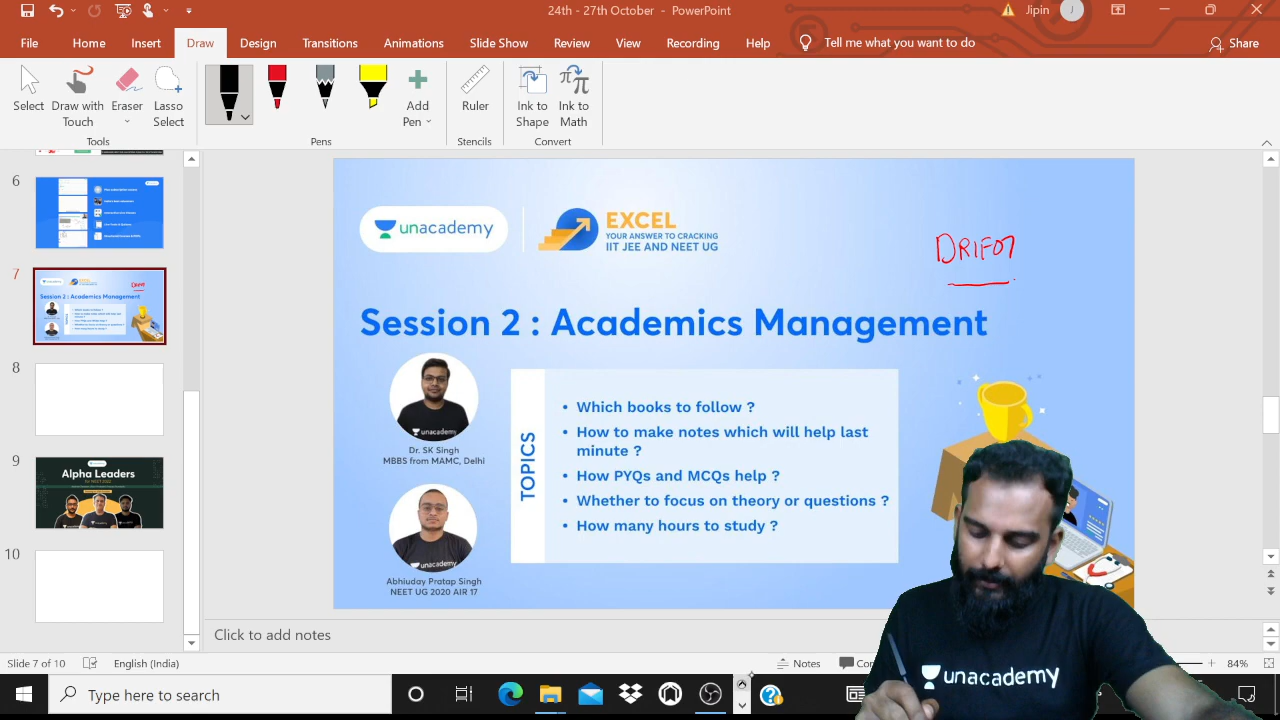 24th - 27th October - PowerPoint
Jipin
J
File Home Insert Draw Design Transitions Animations Slide Show Review View Recording Help Tell me what you want to do Share
Select
Draw with Touch
Eraser
Lasso Select
Add Pen
Ruler
Ink to Shape
Ink to Math
Tools
Pens
Stencils
Convert
6
7
Session 2 : Academics Management
8
9
Alpha Leaders
10
unacademy
EXCEL
YOUR ANSWER TO CRACKING
IIT JEE AND NEET UG
Session 2 : Academics Management
Dr. SK Singh
MBBS from MAMC, Delhi
Abhiuday Pratap Singh
NEET UG 2020 AIR 17
TOPICS
• Which books to follow ?
• How to make notes which will help last
minute ?
• How PYQs and MCQs help ?
• Whether to focus on theory or questions ?
• How many hours to study ?
unacademy
unacademy
unacademy
Click to add notes
Slide 7 of 10
English (India)
Notes
84%
Type here to search